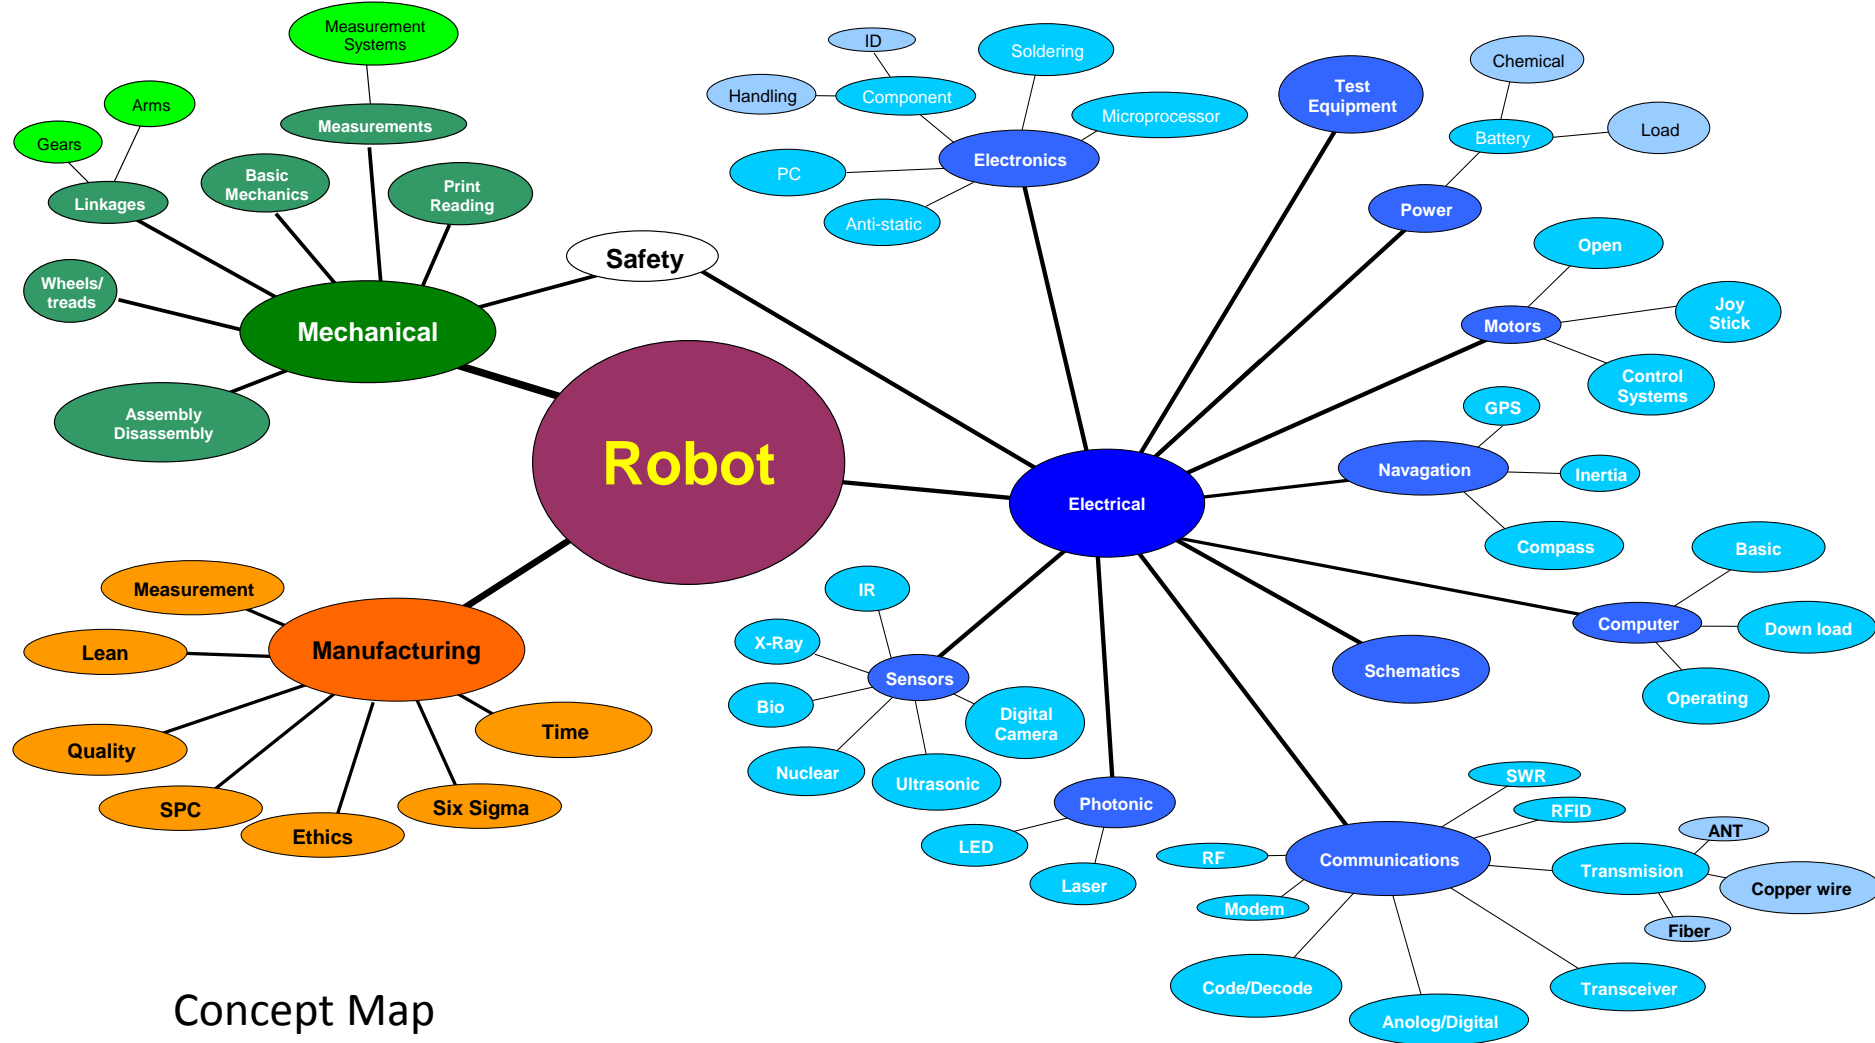 Measurement
Systems
ID
Soldering
Chemical
Test
Equipment
Handling
Component
Arms
Microprocessor
Measurements
Load
Gears
Battery
Electronics
Basic
Mechanics
PC
Print
Reading
Linkages
Power
Anti-static
Open
Safety
Wheels/
treads
Joy
Stick
Mechanical
Motors
Control
Systems
GPS
Assembly
Disassembly
Robot
Navagation
Inertia
Electrical
Compass
Basic
Measurement
IR
Computer
Down load
X-Ray
Lean
Manufacturing
Schematics
Sensors
Operating
Bio
Digital
Camera
Time
Quality
Nuclear
Ultrasonic
SWR
Photonic
SPC
Six Sigma
RFID
ANT
Ethics
LED
RF
Communications
Transmision
Laser
Copper wire
Modem
Fiber
Code/Decode
Transceiver
Concept Map
Anolog/Digital